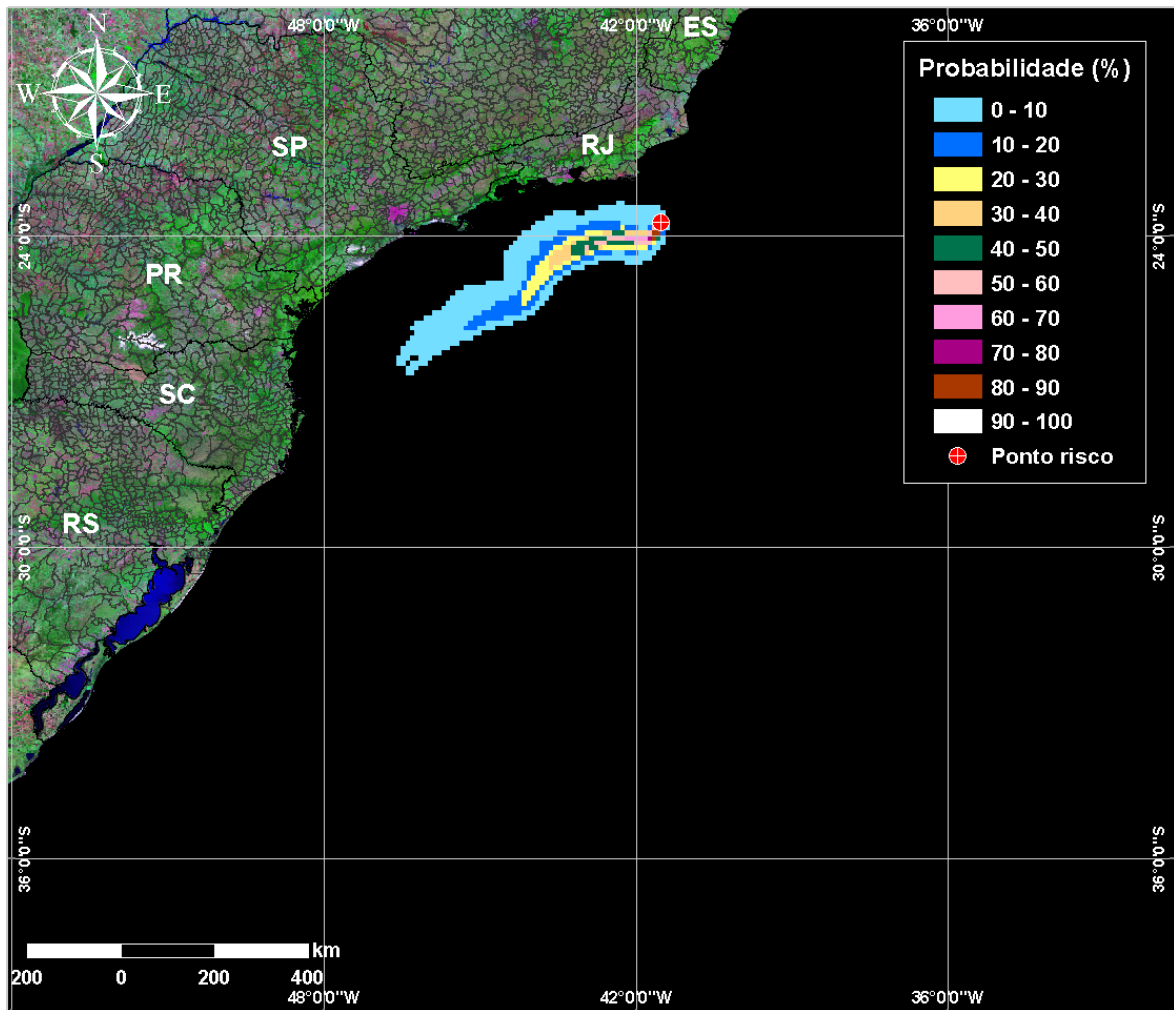 48°0'0"W
42°0'0"W
36°0'0"W
ES
N
W
E
S
SP
RJ
PR
SC
RS
Probabilidade (%)
0 - 10
10 - 20
20 - 30
30 - 40
40 - 50
50 - 60
60 - 70
70 - 80
80 - 90
90 - 100
Ponto risco
24°0'0"S
24°0'0"S
30°0'0"S
30°0'0"S
36°0'0"S
36°0'0"S
km
200 0 200 400
48°0'0"W
42°0'0"W
36°0'0"W